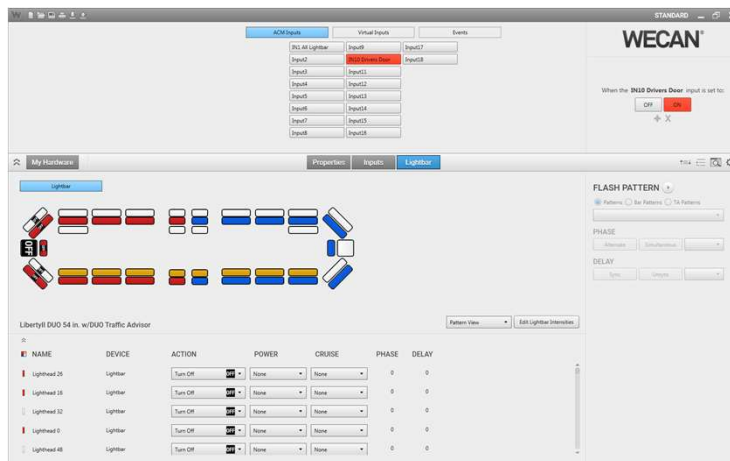 STANDARD
ACM Inputs Virtual Inputs Events
WECAN®
IN1 All Lightbar Input9 Input17
Input2 IN10 Drivers Door Input18
Input3 Input11
Input4 Input12
Input5 Input13
Input6 Input14
Input7 Input15
Input8 Input16
When the IN10 Drivers Door input is set to:
OFF ON
My Hardware Properties Inputs Lightbar
Lightbar
OFF
FLASH PATTERN
Patterns Bar Patterns TA Patterns
PHASE
Alternate Simultaneous
DELAY
Sync Unsync
LibertyII DUO 54 in. w/DUO Traffic Advisor
Pattern View Edit Lightbar Intensities
NAME DEVICE ACTION POWER CRUISE PHASE DELAY
Lighthead 26 Lightbar Turn Off OFF None None 0 0
Lighthead 16 Lightbar Turn Off OFF None None 0 0
Lighthead 32 Lightbar Turn Off OFF None None 0 0
Lighthead 0 Lightbar Turn Off OFF None None 0 0
Lighthead 48 Lightbar Turn Off OFF None None 0 0